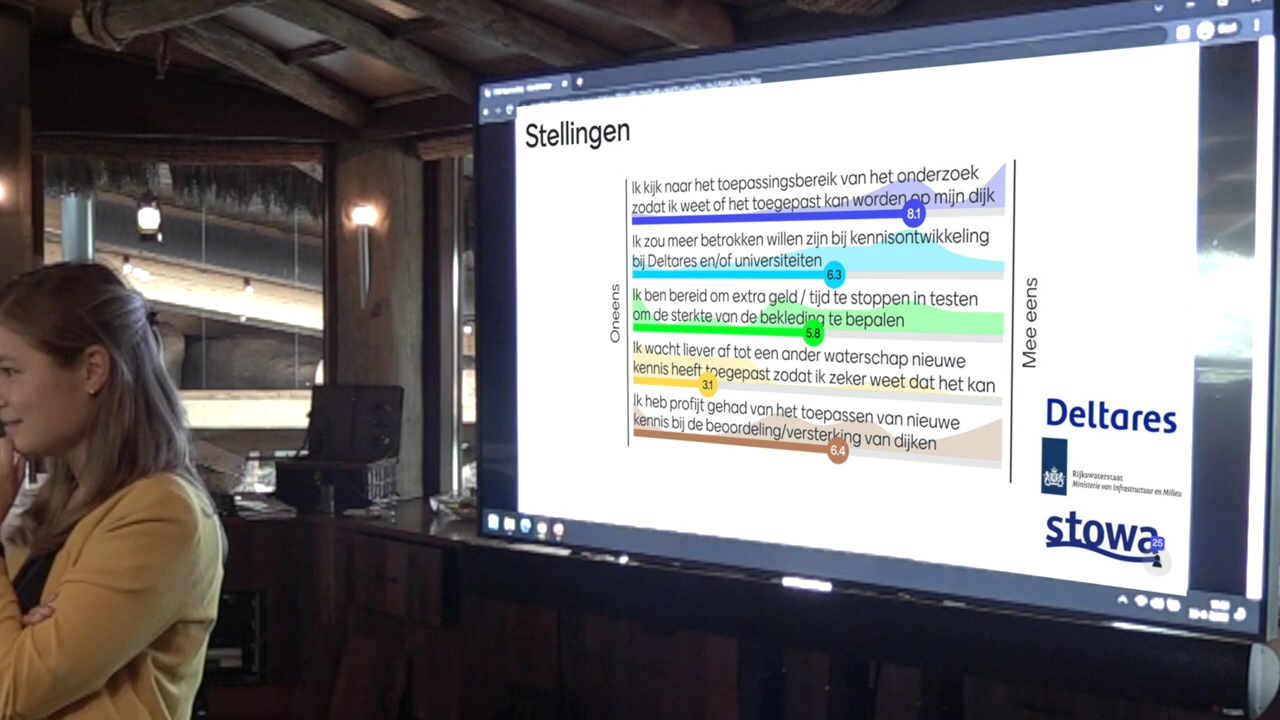 Stellingen
Ik kijk naar het toepassingsbereik van het onderzoek
zodat ik weet of het toegepast kan worden op mijn dijk
8.1
Ik zou meer betrokken willen zijn bij kennisontwikkeling
bij Deltares en/of universiteiten
6.3
Ik ben bereid om extra geld / tijd te stoppen in testen
om de sterkte van de bekleding te bepalen
5.8
Ik wacht liever af tot een ander waterschap nieuwe
kennis heeft toegepast zodat ik zeker weet dat het kan
3.1
Ik heb profijt gehad van het toepassen van nieuwe
kennis bij de beoordeling/versterking van dijken
6.4
Oneens
Mee eens
Deltares
Rijkswaterstaat
Ministerie van Infrastructuur en Milieu
stowa
25